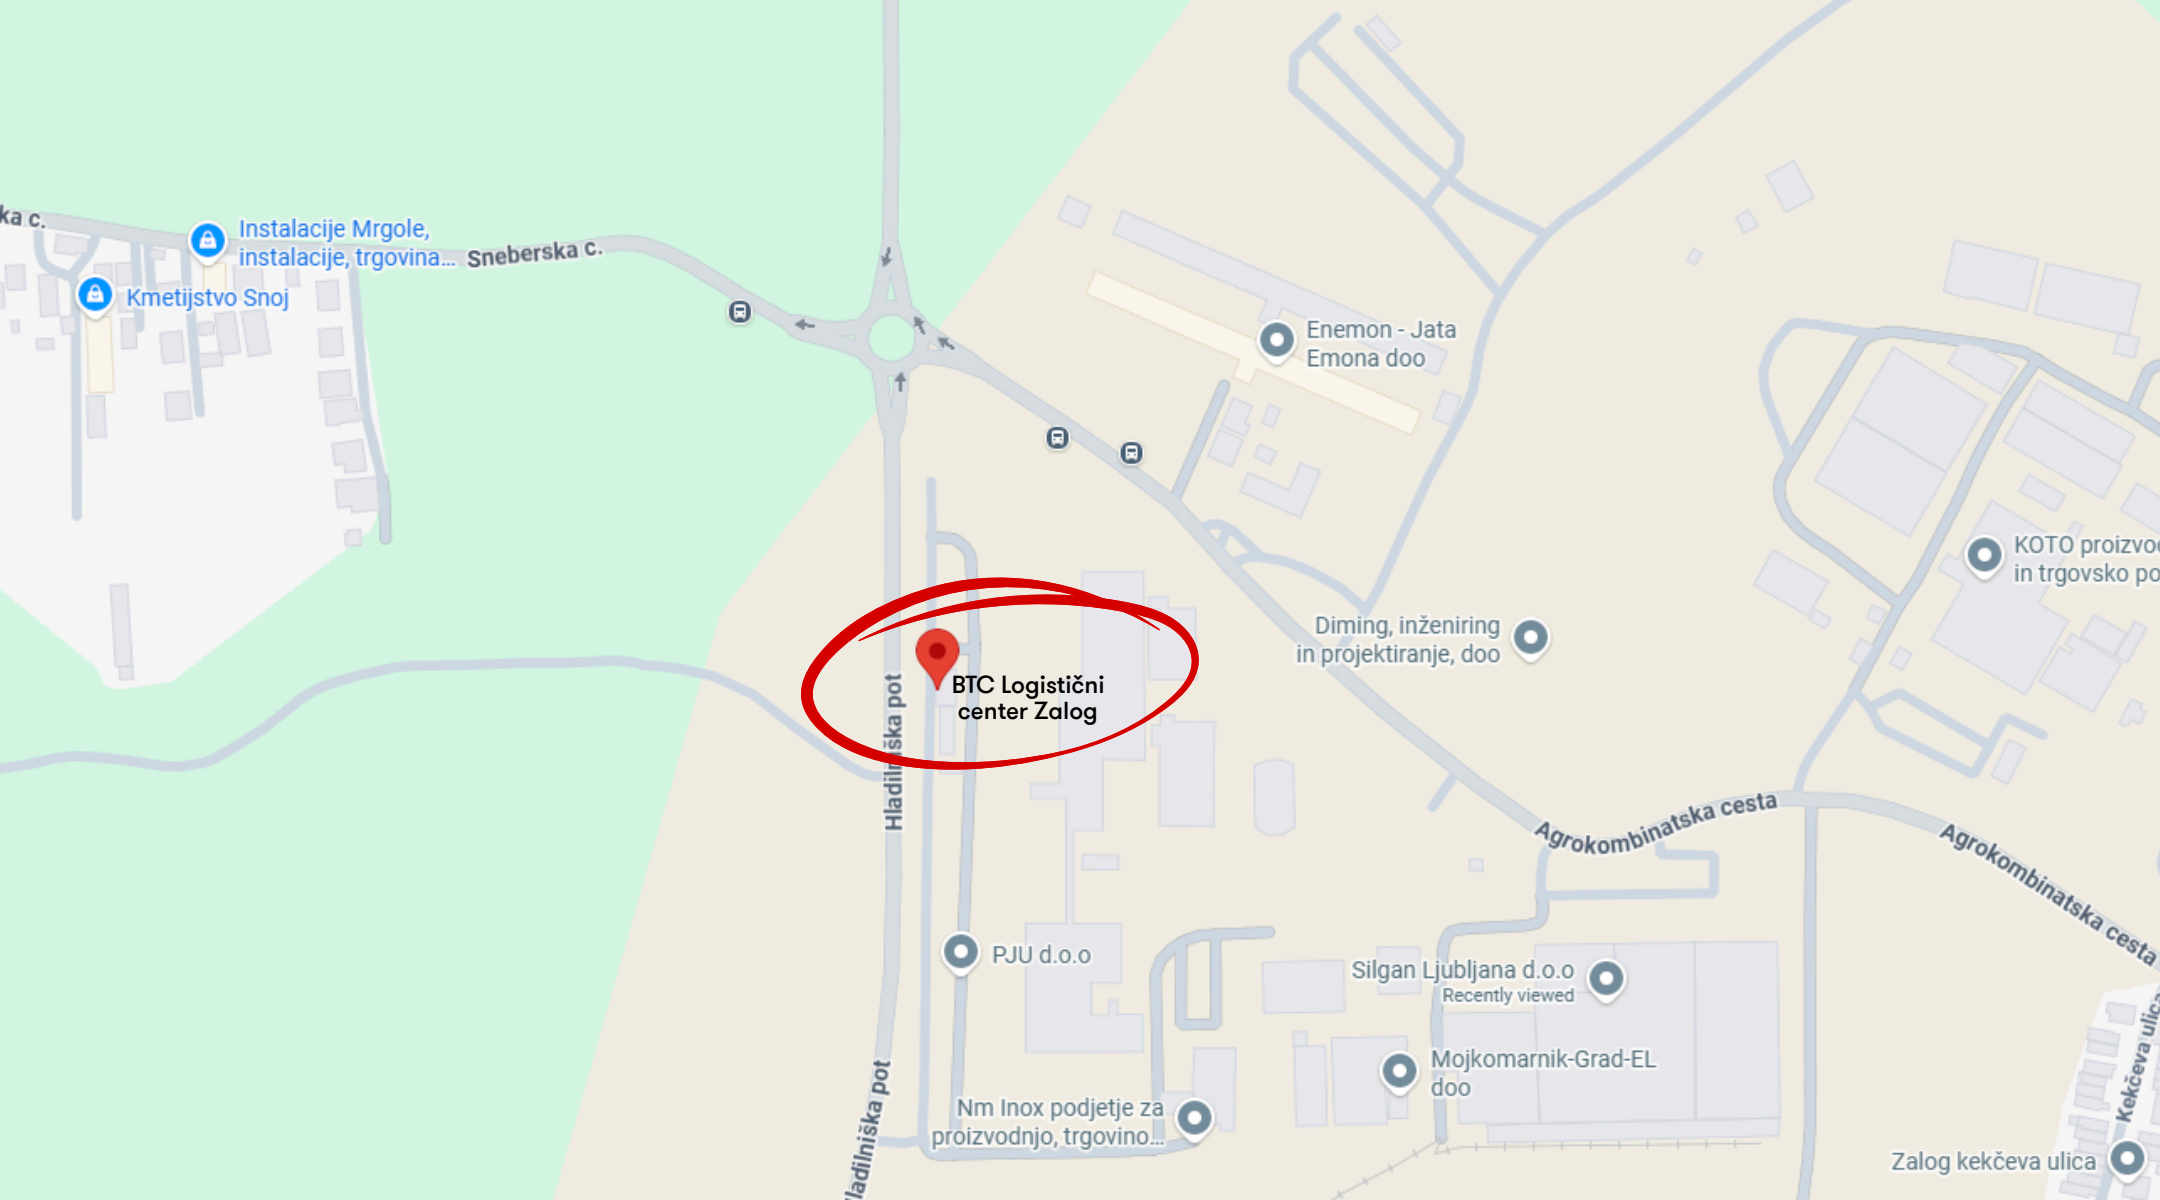 ka c.
Instalacije Mrgole,
instalacije, trgovina...
Sneberska c.
Kmetijstvo Snoj
Enemon - Jata
Emona doo
KOTO proizvo
in trgovsko po
Diming, inženiring
in projektiranje, doo
BTC Logistični
center Zalog
Hladilniška pot
Agrokombinatska cesta
Agrokombinatska cesta
PJU d.o.o
Silgan Ljubljana d.o.o
Recently viewed
Mojkomarnik-Grad-EL
doo
Kekčeva ulica
Hladilniška pot
Nm Inox podjetje za
proizvodnjo, trgovino...
Zalog kekčeva ulica